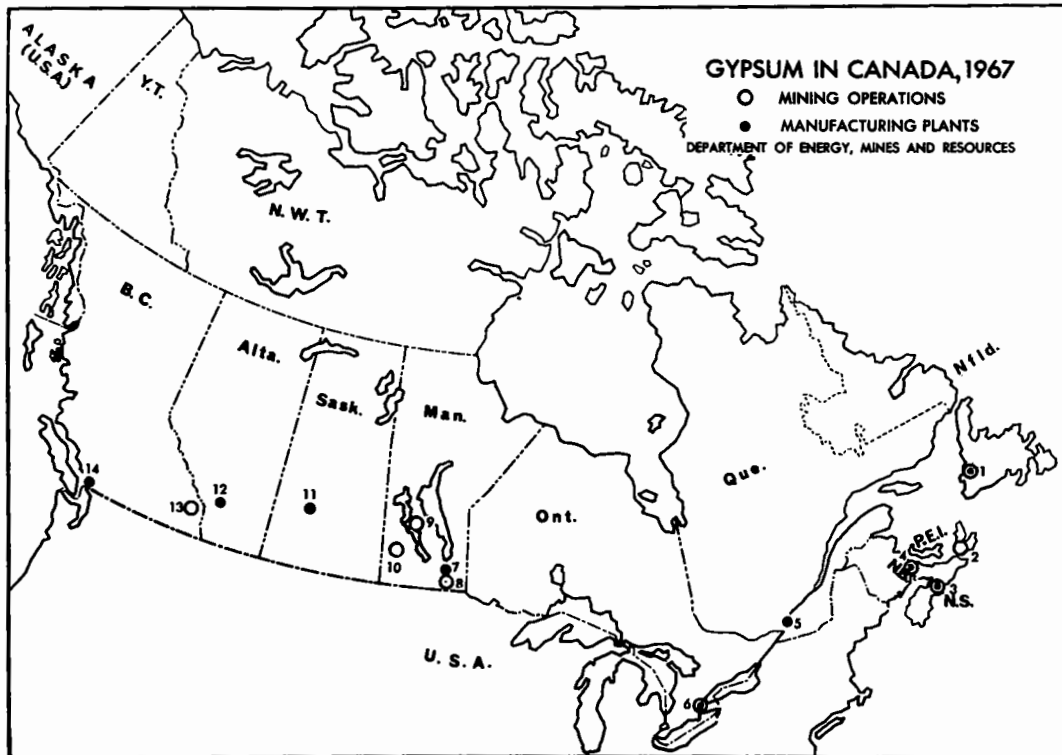 GYPSUM IN CANADA, 1967
MINING OPERATIONS
MANUFACTURING PLANTS
DEPARTMENT OF ENERGY, MINES AND RESOURCES
ALASKA
(U.S.A)
Y.T.
N.W.T.
B.C.
Alta.
Sask.
Man.
Ont.
Que.
Nfld.
P.E.I.
N.B.
N.S.
U.S.A.
1
2
3
4
5
6
7
8
9
10
11
12
13
14